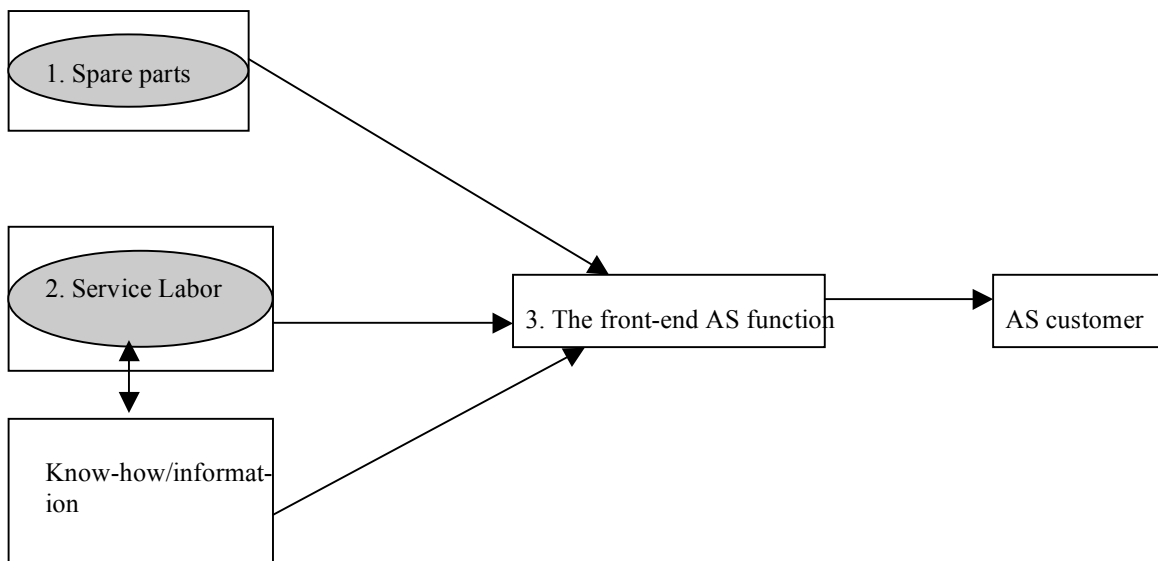 1. Spare parts
2. Service Labor
3. The front-end AS function
AS customer
Know-how/informat-
ion